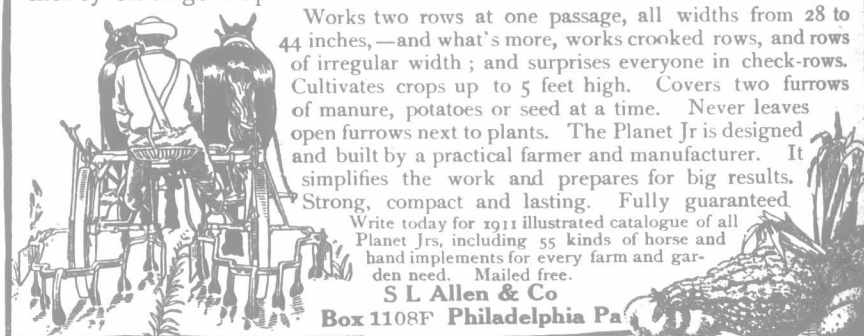 Works two rows at one passage, all widths from 28 to
44 inches,—and what's more, works crooked rows, and rows
of irregular width ; and surprises everyone in check-rows.
Cultivates crops up to 5 feet high. Covers two furrows
of manure, potatoes or seed at a time. Never leaves
open furrows next to plants. The Planet Jr is designed
and built by a practical farmer and manufacturer. It
simplifies the work and prepares for big results.
Strong, compact and lasting. Fully guaranteed
Write today for 1911 illustrated catalogue of all
Planet Jrs, including 55 kinds of horse and
hand implements for every farm and gar-
den need. Mailed free.
S L Allen & Co
Box 1108F Philadelphia Pa